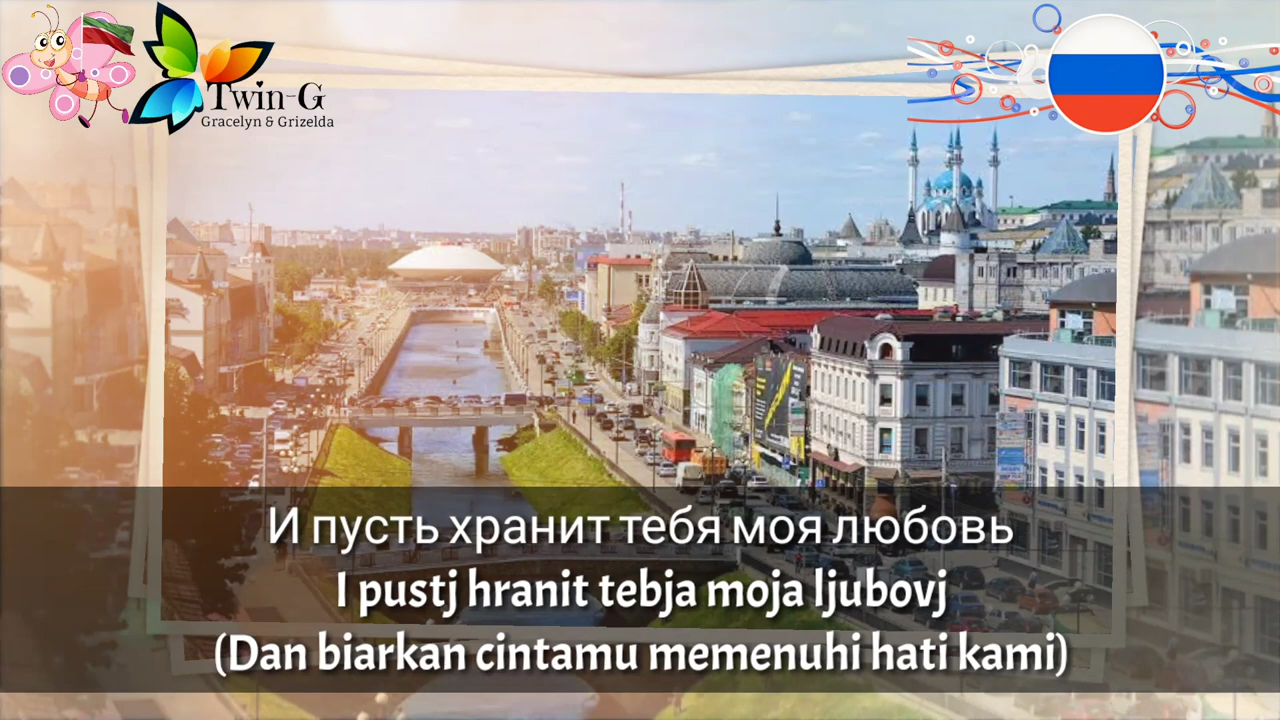 Twin-G
Gracelyn & Grizelda
И пусть хранит тебя моя любовь
I pustj hranit tebja moja ljubovj
(Dan biarkan cintamu memenuhi hati kami)